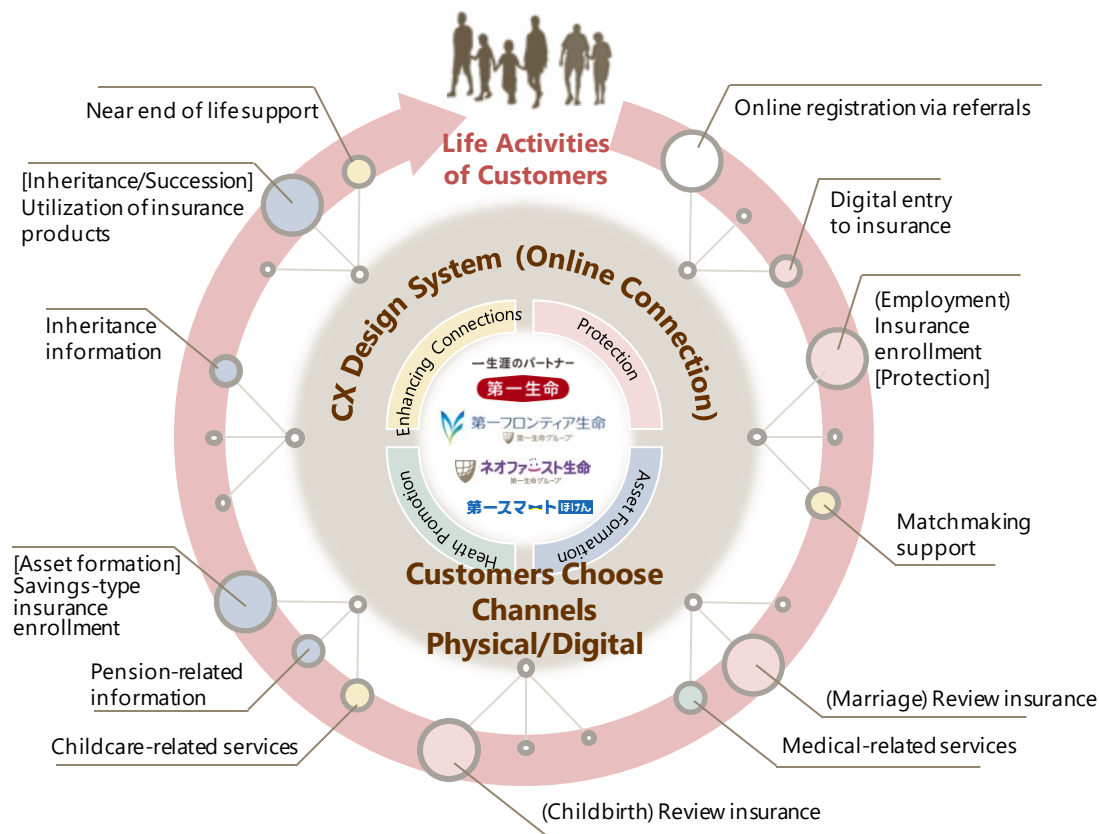 Life Activities
of Customers
Online registration via referrals
Digital entry
to insurance
(Employment)
Insurance
enrollment
[Protection]
Matchmaking
support
(Marriage) Review insurance
Medical-related services
(Childbirth) Review insurance
Childcare-related services
Pension-related
information
[Asset formation]
Savings-type
insurance
enrollment
Inheritance
information
[Inheritance/Succession]
Utilization of insurance
products
Near end of life support
CX Design System (Online Connection)
Enhancing Connections
Protection
Asset Formation
Heath Promotion
一生涯のパートナー
第一生命
第一フロンティア生命
第一生命グループ
ネオファースト生命
第一生命グループ
第一スマートほけん
Customers Choose
Channels
Physical/Digital